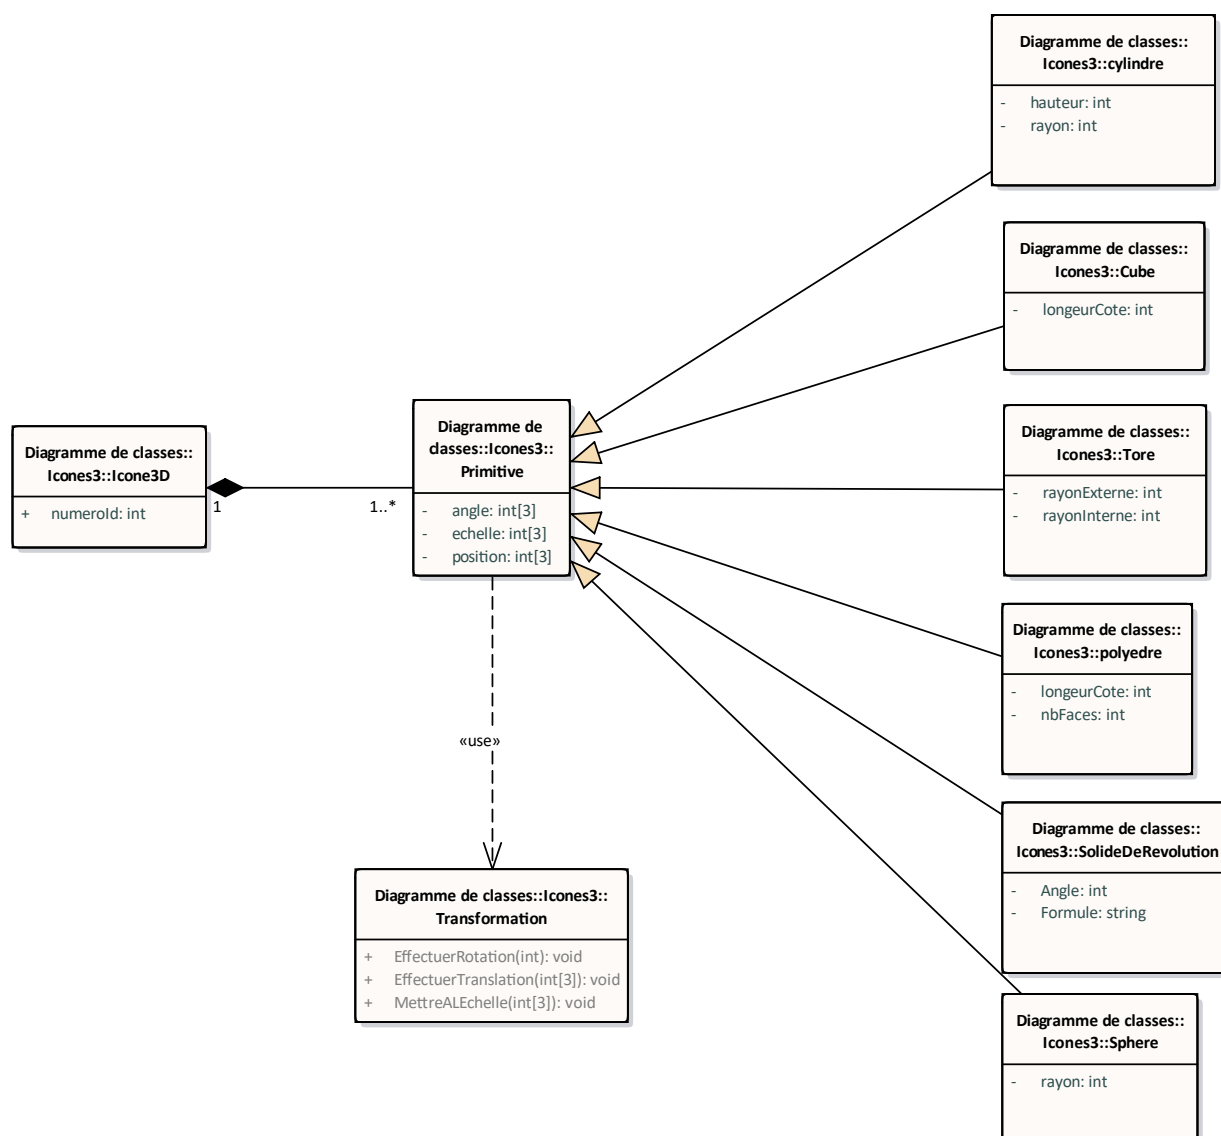 Diagramme de classes::
Icones3::cylindre
- hauteur: int
- rayon: int
Diagramme de classes::
Icones3::Cube
- longeurCote: int
Diagramme de classes::
Icones3::Tore
- rayonExterne: int
- rayonInterne: int
Diagramme de
classes::Icones3::
Primitive
- angle: int[3]
- echelle: int[3]
- position: int[3]
Diagramme de classes::
Icones3::Icone3D
+ numeroId: int
1
1..*
Diagramme de classes::
Icones3::polyedre
- longeurCote: int
- nbFaces: int
«use»
Diagramme de classes::
Icones3::SolideDeRevolution
- Angle: int
- Formule: string
Diagramme de classes::Icones3::
Transformation
+ EffectuerRotation(int): void
+ EffectuerTranslation(int[3]): void
+ MettreALEchelle(int[3]): void
Diagramme de classes::
Icones3::Sphere
- rayon: int